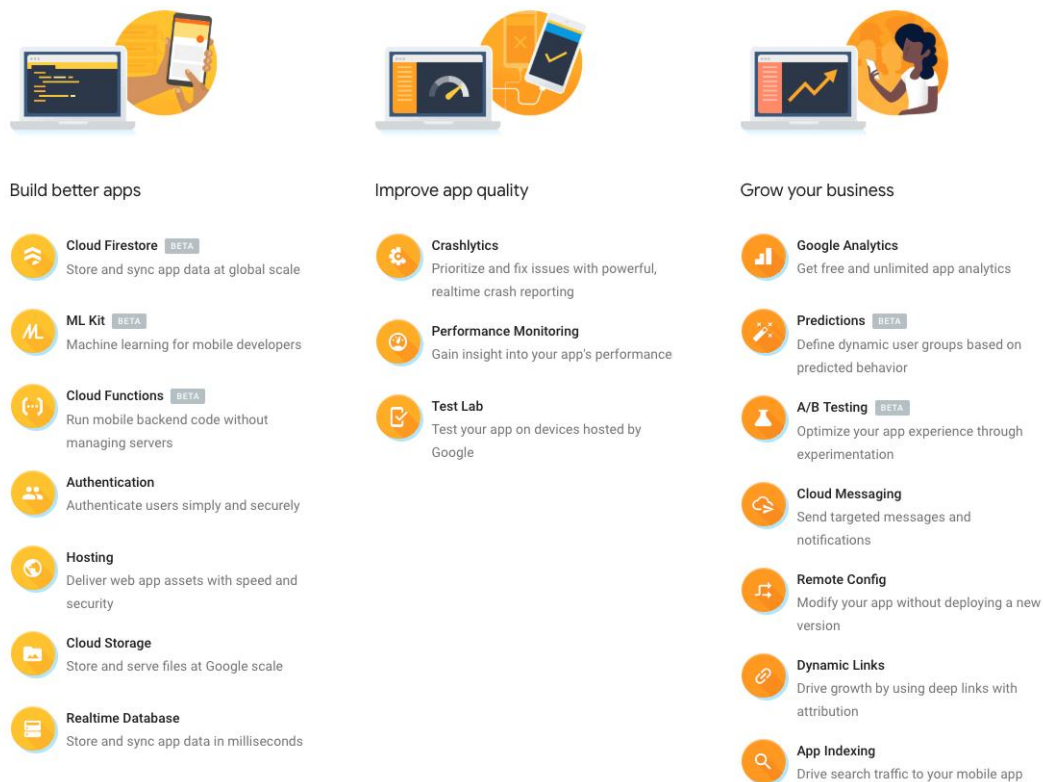 Build better apps
Cloud Firestore BETA
Store and sync app data at global scale
ML Kit BETA
Machine learning for mobile developers
Cloud Functions BETA
Run mobile backend code without
managing servers
Authentication
Authenticate users simply and securely
Hosting
Deliver web app assets with speed and
security
Cloud Storage
Store and serve files at Google scale
Realtime Database
Store and sync app data in milliseconds
Improve app quality
Crashlytics
Prioritize and fix issues with powerful,
realtime crash reporting
Performance Monitoring
Gain insight into your app's performance
Test Lab
Test your app on devices hosted by
Google
Grow your business
Google Analytics
Get free and unlimited app analytics
Predictions BETA
Define dynamic user groups based on
predicted behavior
A/B Testing BETA
Optimize your app experience through
experimentation
Cloud Messaging
Send targeted messages and
notifications
Remote Config
Modify your app without deploying a new
version
Dynamic Links
Drive growth by using deep links with
attribution
App Indexing
Drive search traffic to your mobile app